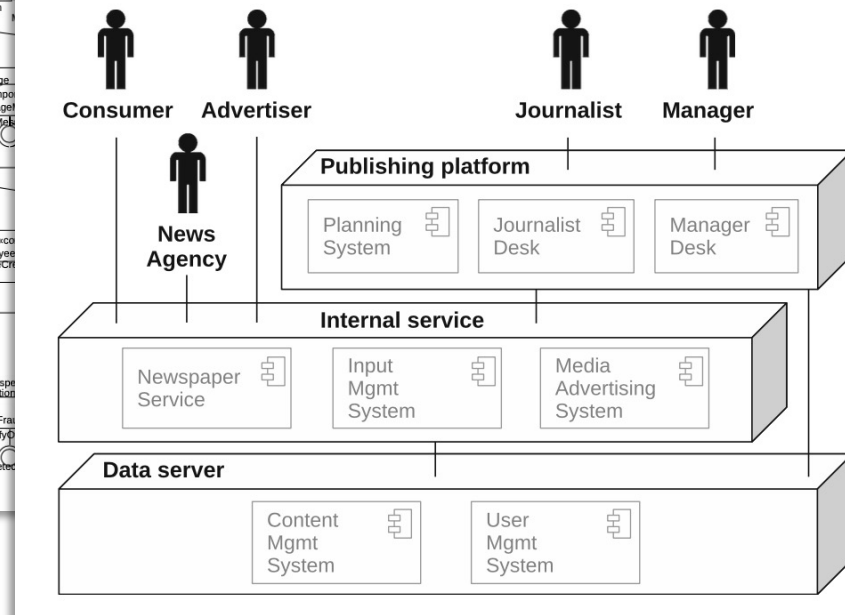 Consumer
Advertiser
Journalist
Manager
News
Agency
Publishing platform
Planning
System
Journalist
Desk
Manager
Desk
Internal service
Newspaper
Service
Input
Mgmt
System
Media
Advertising
System
Data server
Content
Mgmt
System
User
Mgmt
System